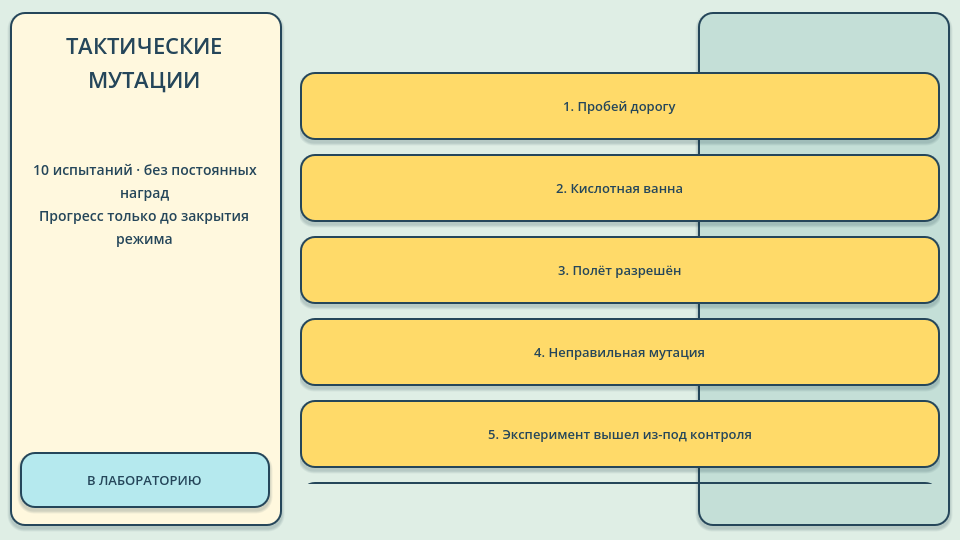 ТАКТИЧЕСКИЕ
МУТАЦИИ
10 испытаний · без постоянных
наград
Прогресс только до закрытия
режима
В ЛАБОРАТОРИЮ
1. Пробей дорогу
2. Кислотная ванна
3. Полёт разрешён
4. Неправильная мутация
5. Эксперимент вышел из-под контроля